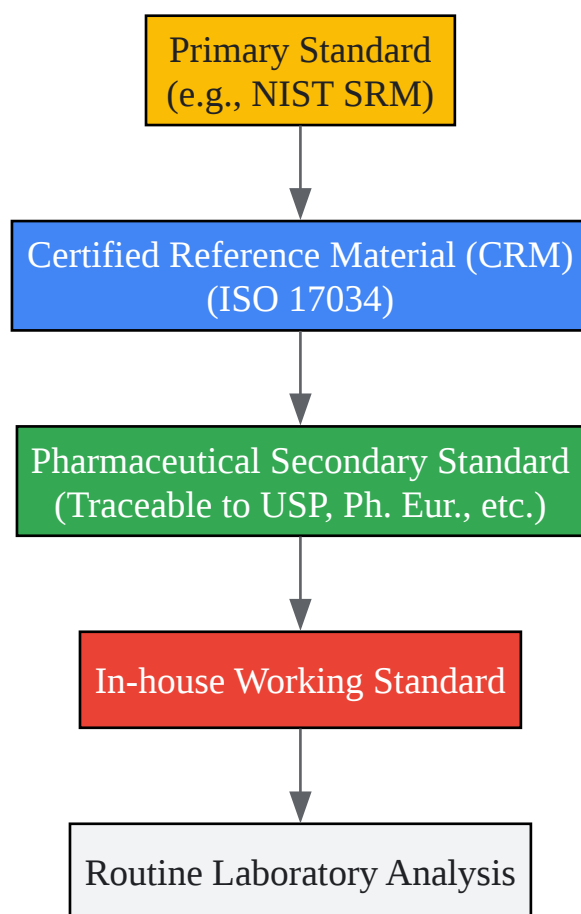 Primary Standard
(e.g., NIST SRM)
Certified Reference Material (CRM)
(ISO 17034)
Pharmaceutical Secondary Standard
(Traceable to USP, Ph. Eur., etc.)
In-house Working Standard
Routine Laboratory Analysis